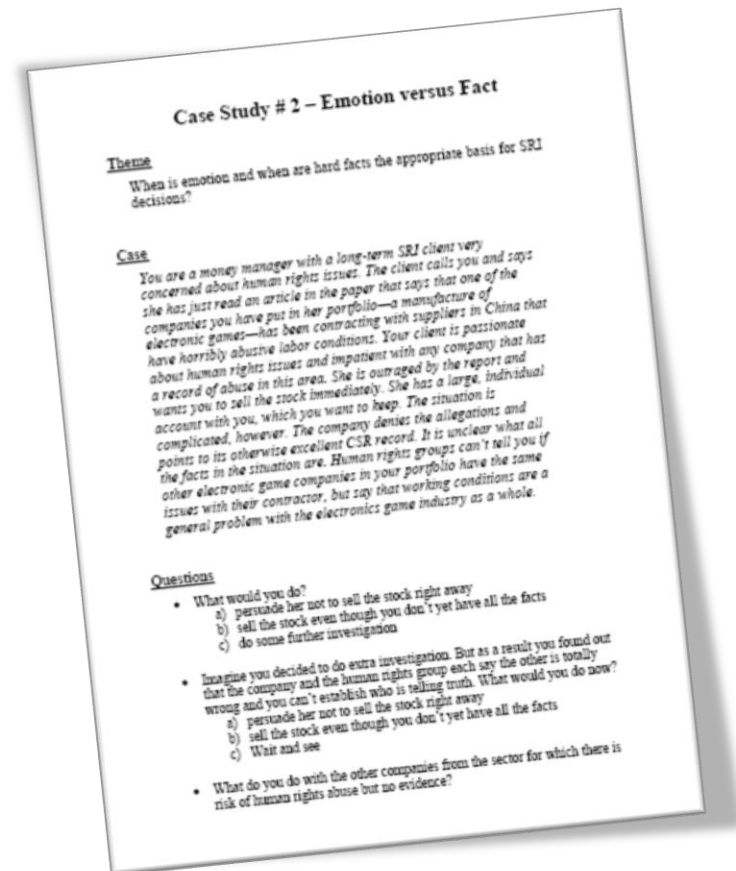 Case Study # 2 – Emotion versus Fact
Theme
When is emotion and when are hard facts the appropriate basis for SRI
decisions?
Case
You are a money manager with a long-term SRI client very
concerned about human rights issues. The client calls you and says
she has just read an article in the paper that says that one of the
companies you have put in her portfolio—a manufacture of
electronic games—has been contracting with suppliers in China that
have horribly abusive labor conditions. Your client is passionate
about human rights issues and impatient with any company that has
a record of abuse in this area. She is outraged by the report and
wants you to sell the stock immediately. She has a large, individual
account with you, which you want to keep. The situation is
complicated, however. The company denies the allegations and
points to its otherwise excellent CSR record. It is unclear what all
the facts in the situation are. Human rights groups can't tell you if
other electronic game companies in your portfolio have the same
issues with their contractor, but say that working conditions are a
general problem with the electronics game industry as a whole.
Questions
• What would you do?
a) persuade her not to sell the stock right away
b) sell the stock even though you don't yet have all the facts
c) do some further investigation
• Imagine you decided to do extra investigation. But as a result you found out
that the company and the human rights group each say the other is totally
wrong and you can't establish who is telling truth. What would you do now?
a) persuade her not to sell the stock right away
b) sell the stock even though you don't yet have all the facts
c) Wait and see
• What do you do with the other companies from the sector for which there is
risk of human rights abuse but no evidence?